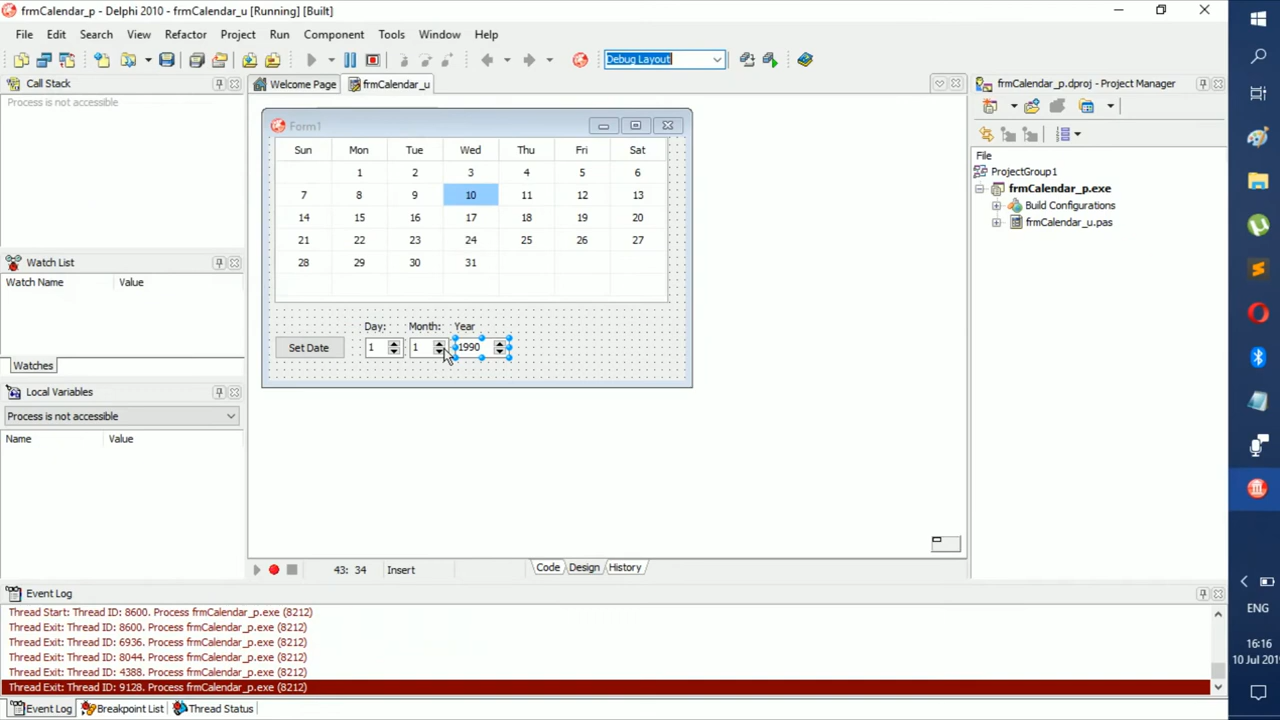 frmCalendar_p - Delphi 2010 - frmCalendar_u [Running] [Built]
File Edit Search View Refactor Project Run Component Tools Window Help
Debug Layout
Call Stack
Process is not accessible
Welcome Page
frmCalendar_u
frmCalendar_p.dproj - Project Manager
Form1
Sun Mon Tue Wed Thu Fri Sat
1 2 3 4 5 6
7 8 9 10 11 12 13
14 15 16 17 18 19 20
21 22 23 24 25 26 27
28 29 30 31
File
ProjectGroup1
frmCalendar_p.exe
Build Configurations
frmCalendar_u.pas
Watch List
Watch Name Value
Day: Month: Year
Set Date 1 1 1990
Watches
Local Variables
Process is not accessible
Name Value
43: 34 Insert Code Design History
Event Log
Thread Start: Thread ID: 8600. Process frmCalendar_p.exe (8212)
Thread Exit: Thread ID: 8600. Process frmCalendar_p.exe (8212)
Thread Exit: Thread ID: 6936. Process frmCalendar_p.exe (8212)
Thread Exit: Thread ID: 8044. Process frmCalendar_p.exe (8212)
Thread Exit: Thread ID: 4388. Process frmCalendar_p.exe (8212)
Thread Exit: Thread ID: 9128. Process frmCalendar_p.exe (8212)
Event Log Breakpoint List Thread Status
ENG
16:16
10 Jul 201